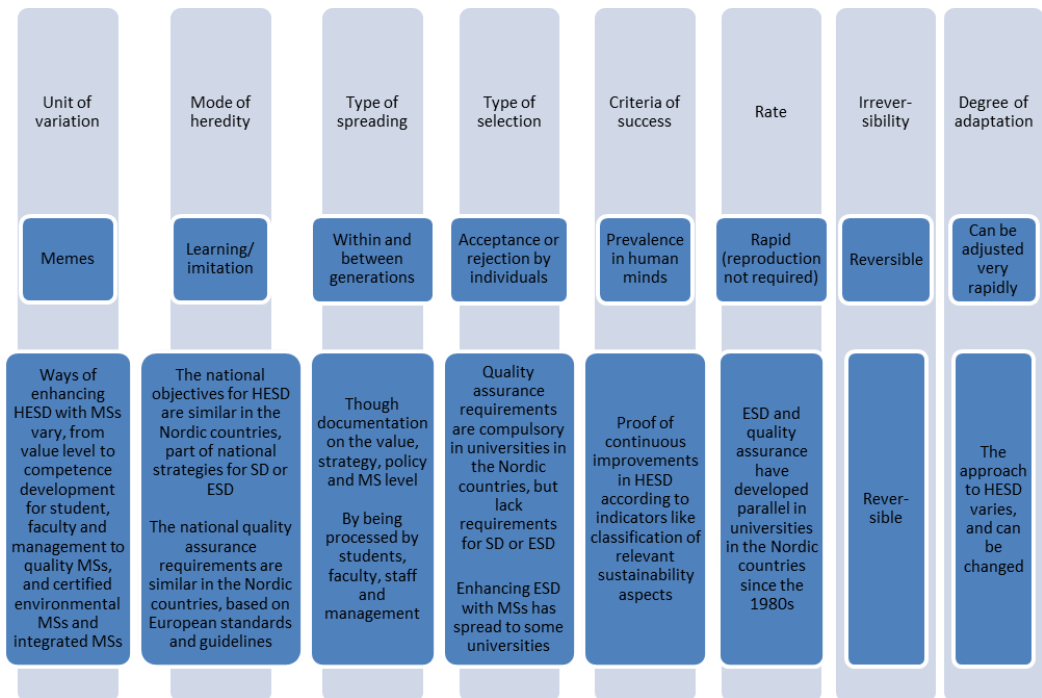 Unit of
variation
Mode of
heredity
Type of
spreading
Type of
selection
Criteria of
success
Rate
Irrever-
sibility
Degree of
adaptation
Memes
Learning/
imitation
Within and
between
generations
Acceptance or
rejection by
individuals
Prevalence
in human
minds
Rapid
(reproduction
not required)
Reversible
Can be
adjusted
very
rapidly
Ways of
enhancing
HESD with MSs
vary, from
value level to
competence
development
for student,
faculty and
management to
quality MSs,
and certified
environmental
MSs and
integrated MSs
The national
objectives for HESD
are similar in the
Nordic countries,
part of national
strategies for SD or
ESD
The national quality
assurance
requirements are
similar in the Nordic
countries, based on
European standards
and guidelines
Though
documentation
on the value,
strategy, policy
and MS level
By being
processed by
students,
faculty, staff
and
management
Quality
assurance
requirements
are compulsory
in universities in
the Nordic
countries, but
lack
requirements
for SD or ESD
Enhancing ESD
with MSs has
spread to some
universities
Proof of
continuous
improvements
in HESD
according to
indicators like
classification of
relevant
sustainability
aspects
ESD and
quality
assurance
have
developed
parallel in
universities
in the Nordic
countries
since the
1980s
Rever-
sible
The
approach
to HESD
varies,
and can
be
changed